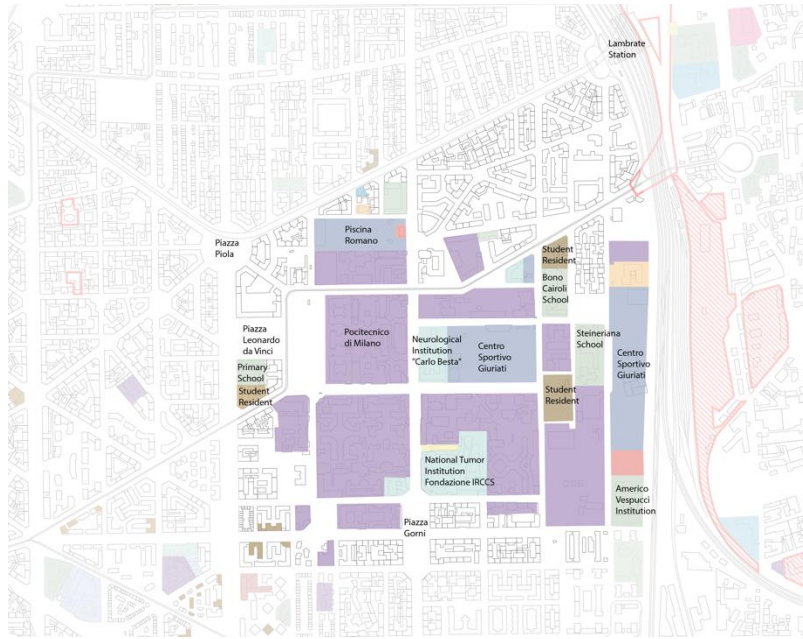 Lambrate
Station
Piscina
Romano
Piazza
Piola
Student
Resident
Bono
Cairoli
School
Piazza
Leonardo
da Vinci
Pocitecnico
di Milano
Neurological
Institution
"Carlo Besta"
Centro
Sportivo
Giuriati
Steineriana
School
Centro
Sportivo
Giuriati
Primary
School
Student
Resident
Student
Resident
National Tumor
Institution
Fondazione IRCCS
Americo
Vespucci
Institution
Piazza
Gorni